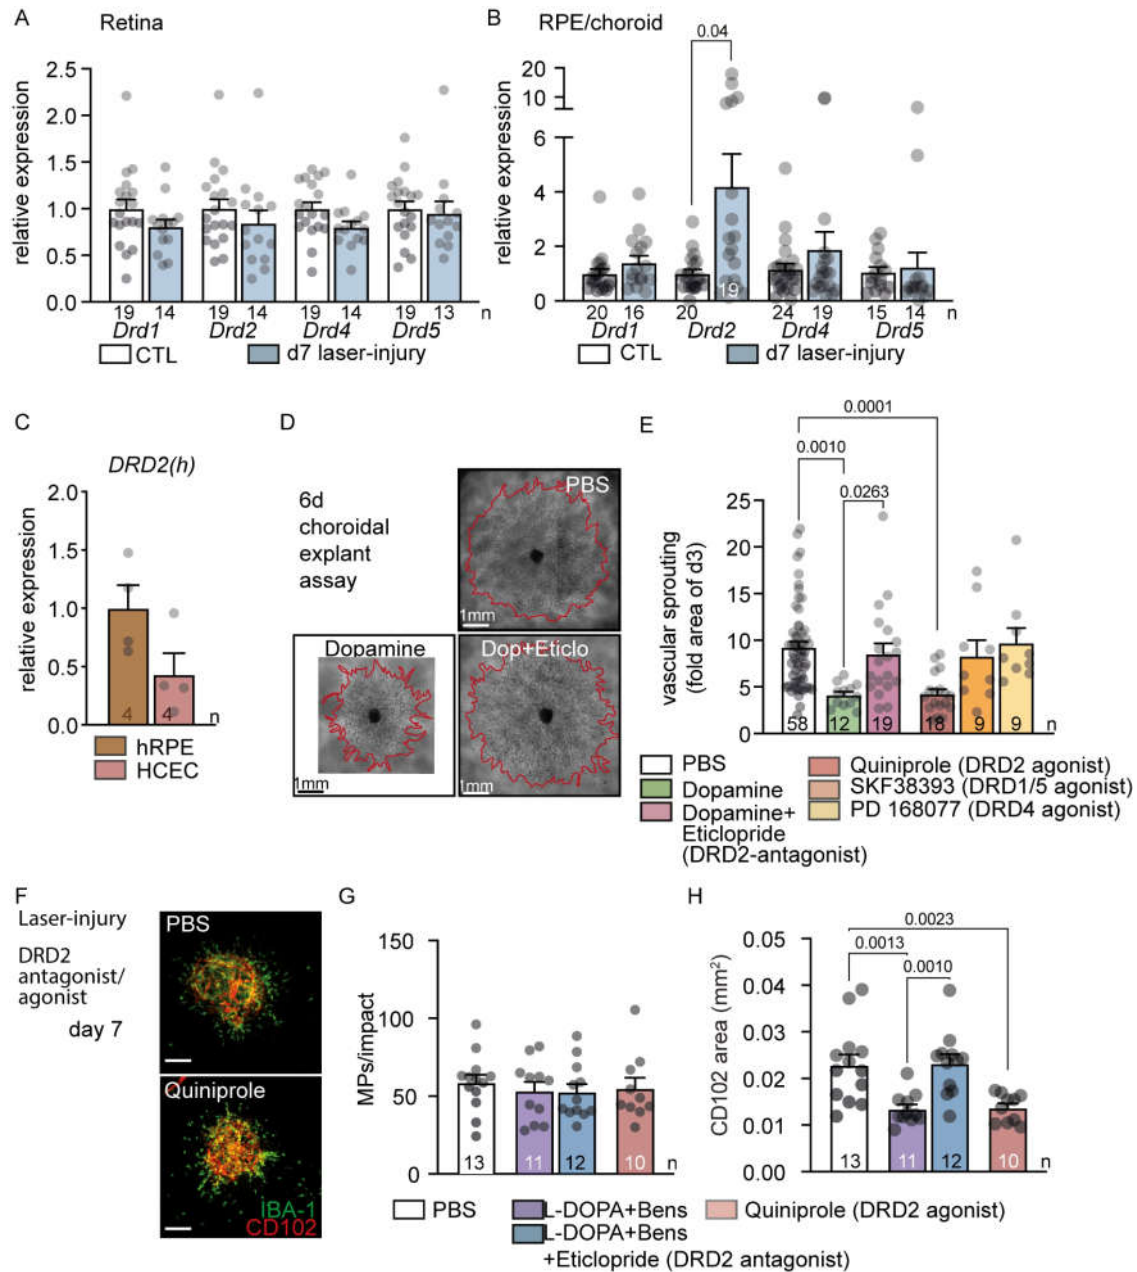 A Retina
relative expression
2.5
2.0
1.5
1.0
0.5
0.0
19 14 19 14 19 14 19 13 n
Drd1 Drd2 Drd4 Drd5
CTL d7 laser-injury
B RPE/choroid
0.04
relative expression
20
10
6
4
2
0
19
20 16 20 24 19 15 14 n
Drd1 Drd2 Drd4 Drd5
CTL d7 laser-injury
C
DRD2(h)
relative expression
2.0
1.5
1.0
0.5
0.0
4 4 n
hRPE
HCEC
D
6d
choroidal
explant
assay
PBS
1mm
Dopamine
1mm
Dop+Eticlo
1mm
E
0.0001
0.0010
0.0263
vascular sprouting
(fold area of d3)
25
20
15
10
5
0
58 12 19 18 9 9 n
PBS
Dopamine
Dopamine+
Eticlopride
(DRD2-antagonist)
Quiniprole (DRD2 agonist)
SKF38393 (DRD1/5 agonist)
PD 168077 (DRD4 agonist)
F
Laser-injury
DRD2
antagonist/
agonist
day 7
PBS
Quiniprole
IBA-1
CD102
G
MPs/impact
150
100
50
0
13 11 12 10 n
H
0.0023
0.0013
0.0010
CD102 area (mm²)
0.05
0.04
0.03
0.02
0.01
0.00
13 11 12 10 n
PBS
L-DOPA+Bens
L-DOPA+Bens
+Eticlopride (DRD2 antagonist)
Quiniprole (DRD2 agonist)